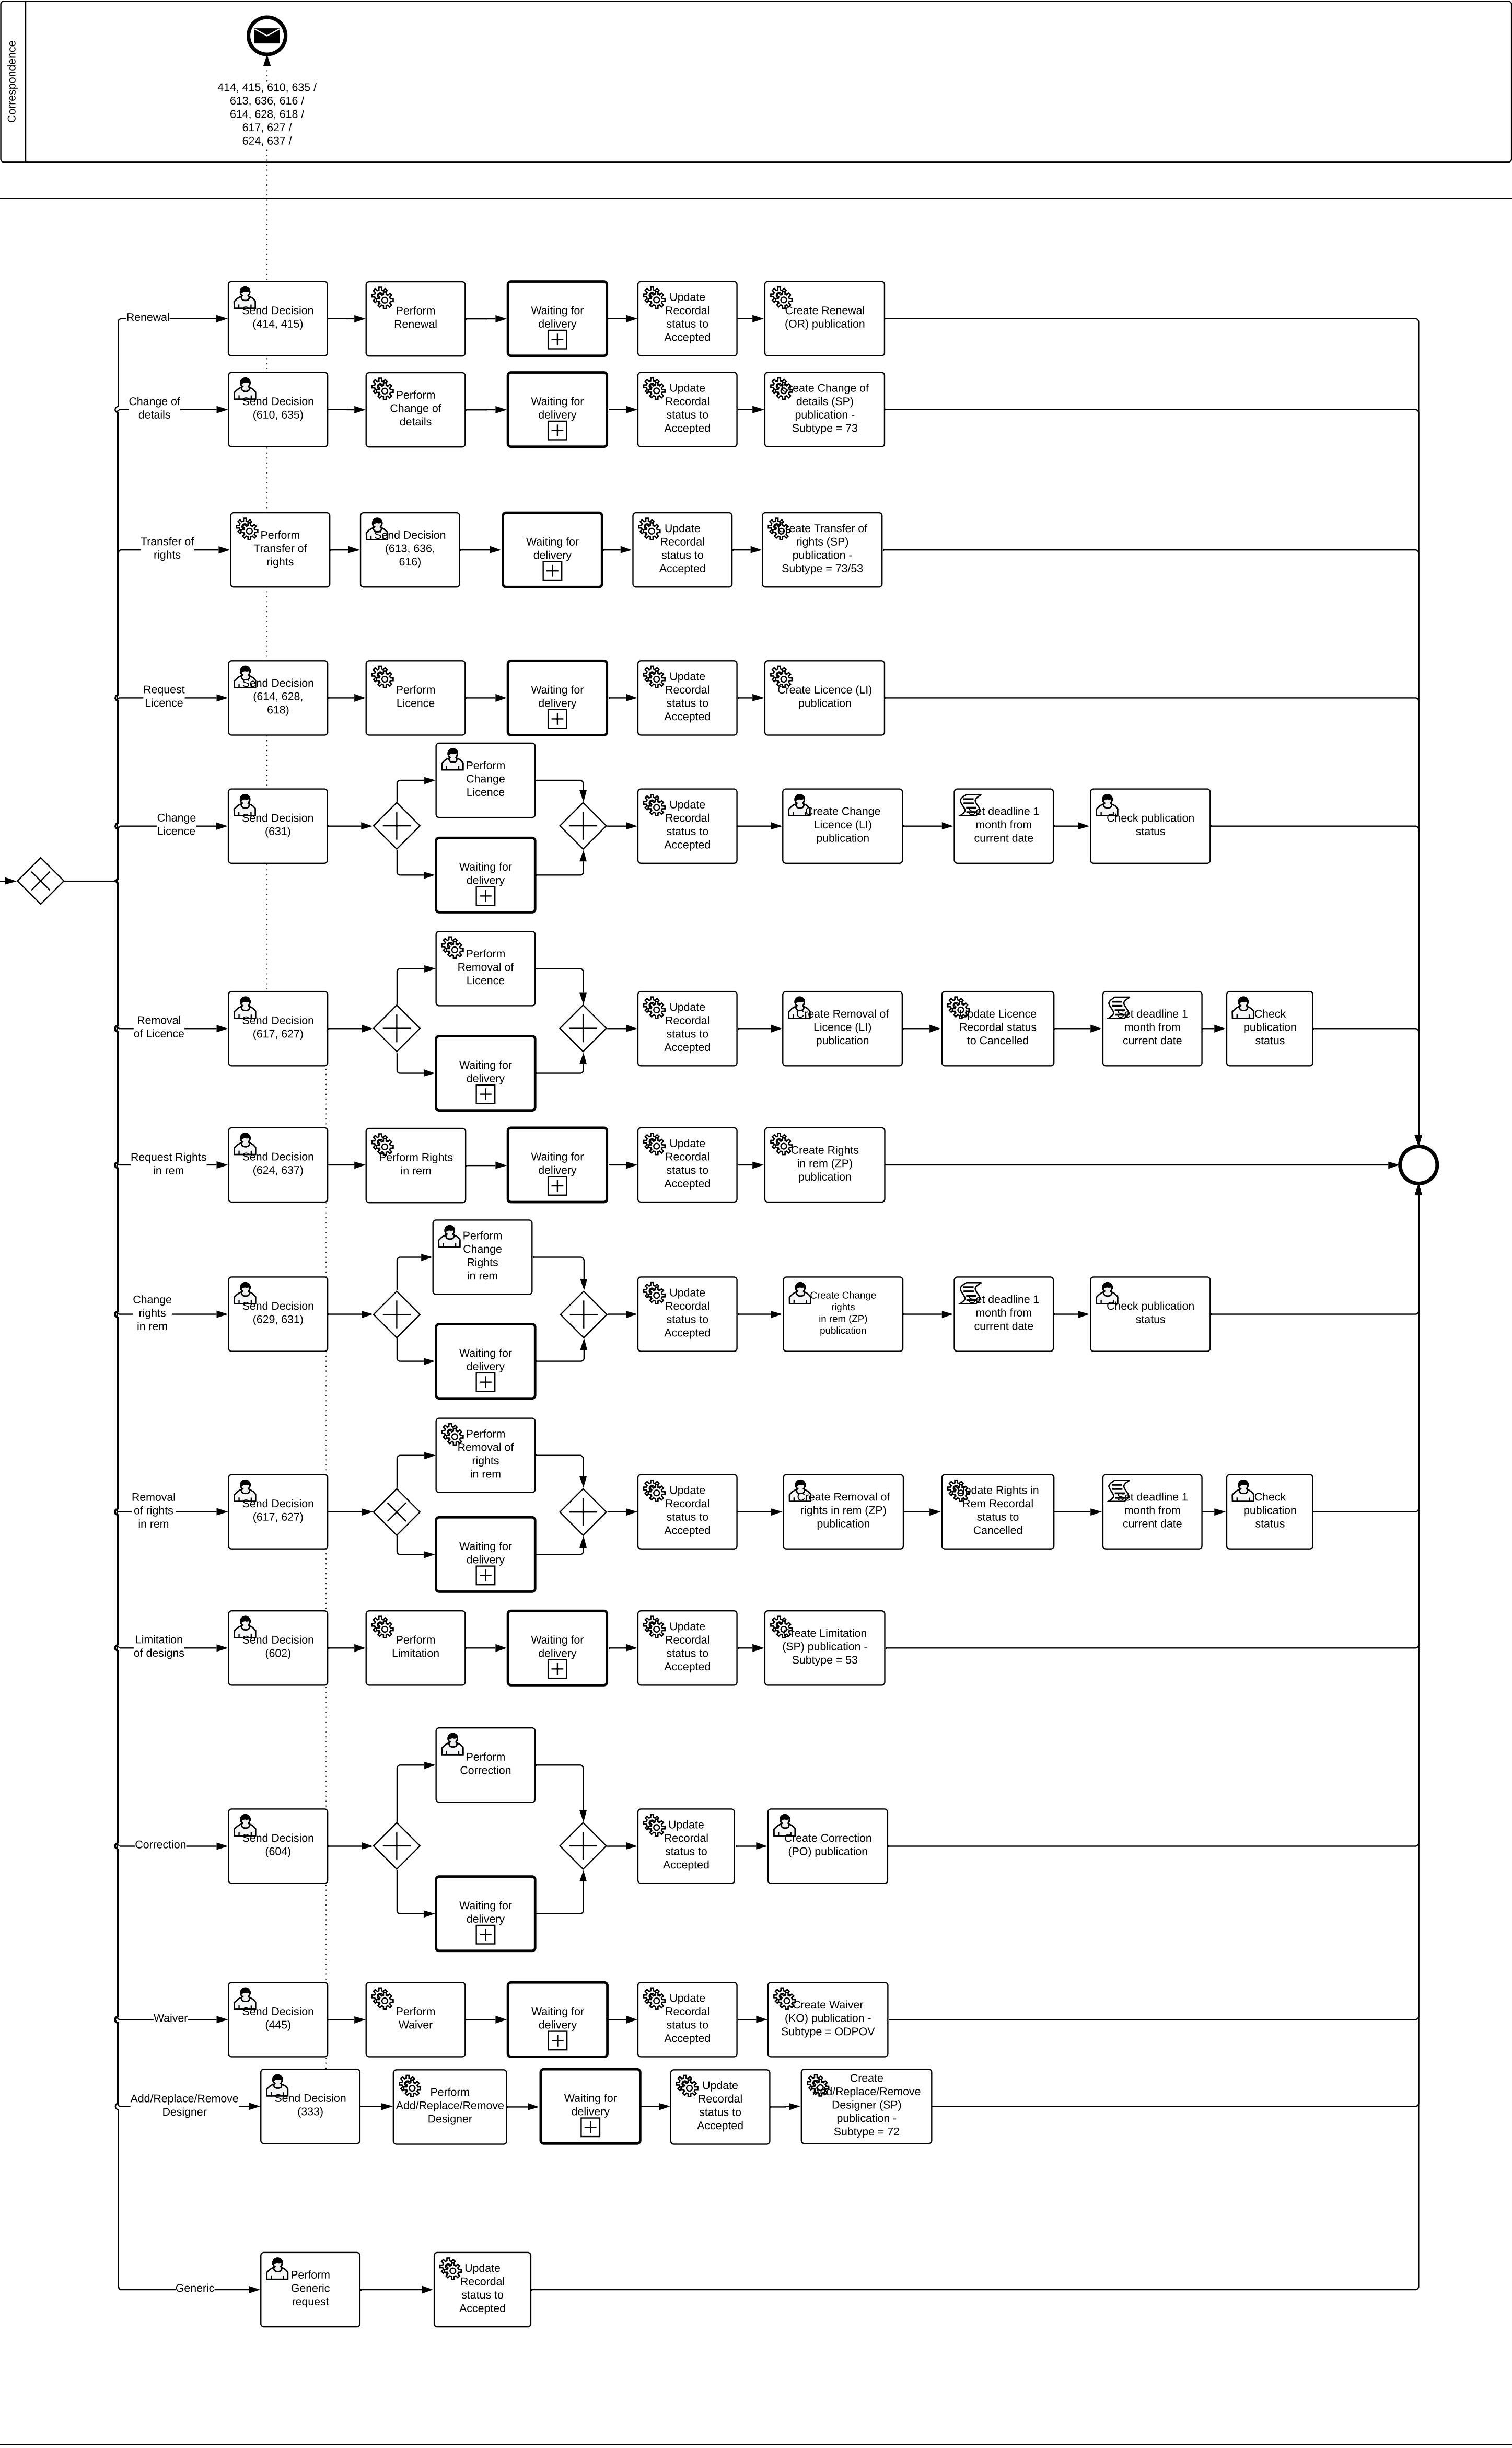 Correspondence
414, 415, 610, 635 /
613, 636, 616 /
614, 628, 618 /
617, 627 /
624, 637 /
Renewal
Send Decision
(414, 415)
Perform
Renewal
Waiting for
delivery
Update
Recordal
status to
Accepted
Create Renewal
(OR) publication
Change of
details
Send Decision
(610, 635)
Perform
Change of
details
Waiting for
delivery
Update
Recordal
status to
Accepted
Create Change of
details (SP)
publication -
Subtype = 73
Transfer of
rights
Perform
Transfer of
rights
Send Decision
(613, 636,
616)
Waiting for
delivery
Update
Recordal
status to
Accepted
Create Transfer of
rights (SP)
publication -
Subtype = 73/53
Request
Licence
Send Decision
(614, 628,
618)
Perform
Licence
Waiting for
delivery
Update
Recordal
status to
Accepted
Create Licence (LI)
publication
Change
Licence
Send Decision
(631)
Perform
Change
Licence
Waiting for
delivery
Update
Recordal
status to
Accepted
Create Change
Licence (LI)
publication
Set deadline 1
month from
current date
Check publication
status
Removal
of Licence
Send Decision
(617, 627)
Perform
Removal of
Licence
Waiting for
delivery
Update
Recordal
status to
Accepted
Create Removal of
Licence (LI)
publication
Update Licence
Recordal status
to Cancelled
Set deadline 1
month from
current date
Check
publication
status
Request Rights
in rem
Send Decision
(624, 637)
Perform Rights
in rem
Waiting for
delivery
Update
Recordal
status to
Accepted
Create Rights
in rem (ZP)
publication
Change
rights
in rem
Send Decision
(629, 631)
Perform
Change
Rights
in rem
Waiting for
delivery
Update
Recordal
status to
Accepted
Create Change
rights
in rem (ZP)
publication
Set deadline 1
month from
current date
Check publication
status
Removal
of rights
in rem
Send Decision
(617, 627)
Perform
Removal of
rights
in rem
Waiting for
delivery
Update
Recordal
status to
Accepted
Create Removal of
rights in rem (ZP)
publication
Update Rights in
Rem Recordal
status to
Cancelled
Set deadline 1
month from
current date
Check
publication
status
Limitation
of designs
Send Decision
(602)
Perform
Limitation
Waiting for
delivery
Update
Recordal
status to
Accepted
Create Limitation
(SP) publication -
Subtype = 53
Correction
Send Decision
(604)
Perform
Correction
Waiting for
delivery
Update
Recordal
status to
Accepted
Create Correction
(PO) publication
Waiver
Send Decision
(445)
Perform
Waiver
Waiting for
delivery
Update
Recordal
status to
Accepted
Create Waiver
(KO) publication -
Subtype = ODPOV
Add/Replace/Remove
Designer
Send Decision
(333)
Perform
Add/Replace/Remove
Designer
Waiting for
delivery
Update
Recordal
status to
Accepted
Create
Add/Replace/Remove
Designer (SP)
publication -
Subtype = 72
Generic
Perform
Generic
request
Update
Recordal
status to
Accepted